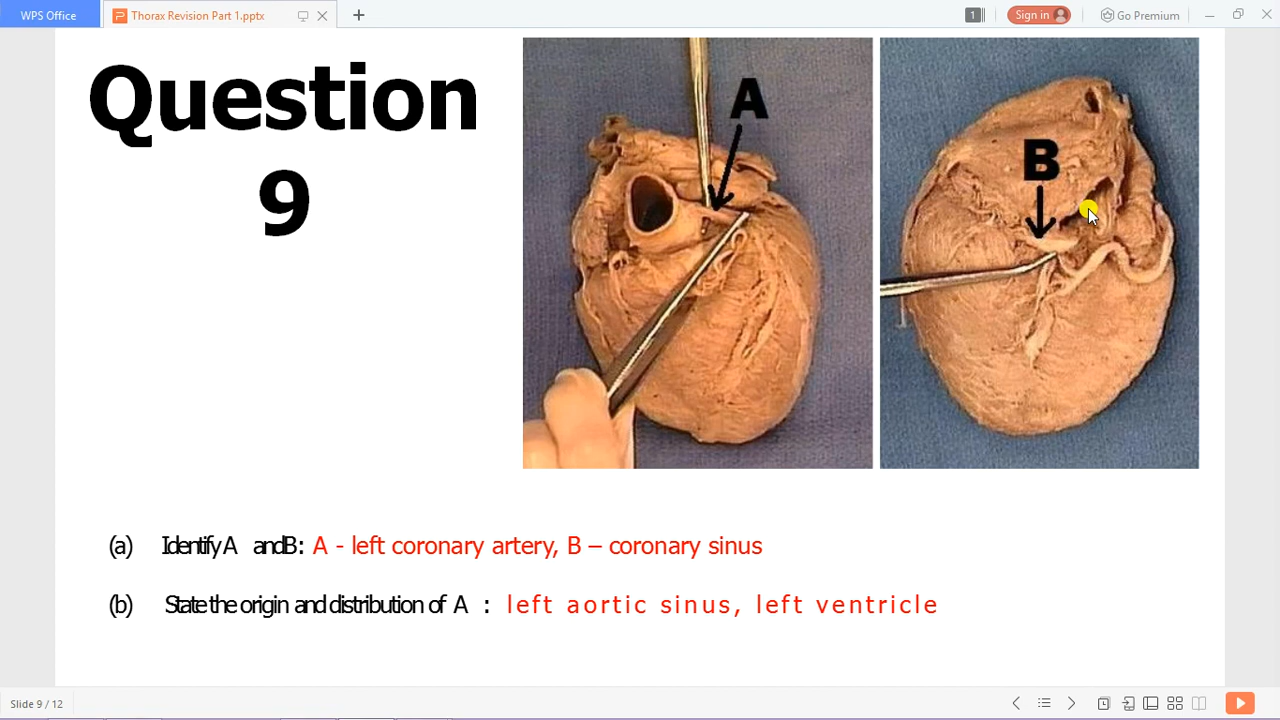 WPS Office
Thorax Revision Part 1.pptx
1
Sign in
Go Premium
Question
9
A
B
(a) Identify A and B: A - left coronary artery, B – coronary sinus
(b) State the origin and distribution of A : left aortic sinus, left ventricle
Slide 9 / 12